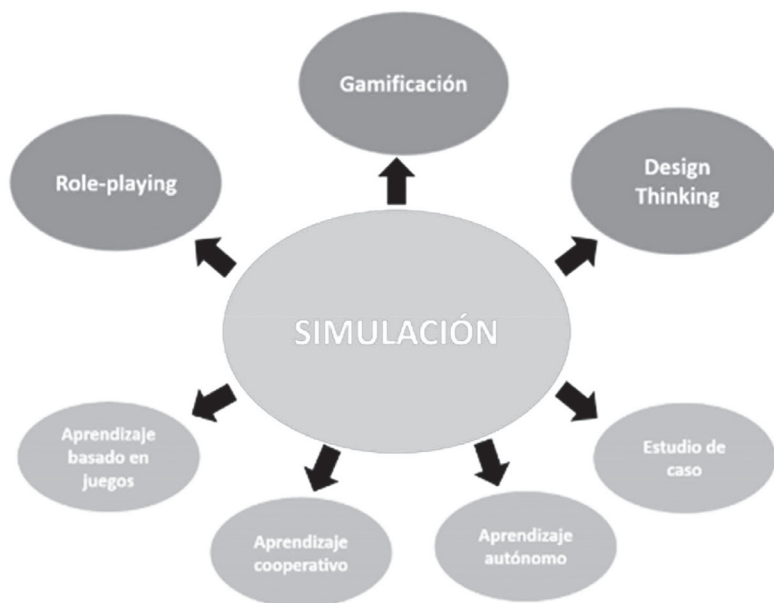 Gamificación
Role-playing
Design
Thinking
SIMULACIÓN
Aprendizaje
basado en
juegos
Estudio de
caso
Aprendizaje
cooperativo
Aprendizaje
autónomo